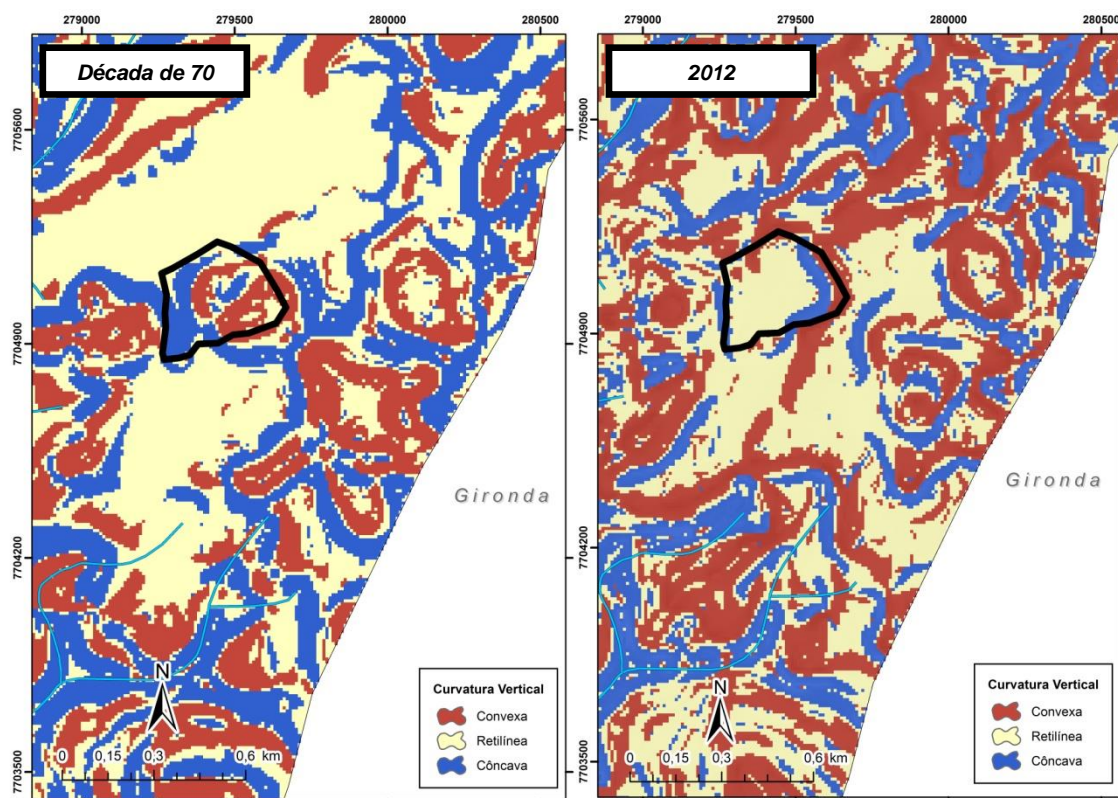 279000 279500 280000 280500
Década de 70
7705600
7704900
7704200
7703500
Gironda
N
0 0,15 0,3 0,6 km
Curvatura Vertical
Convexa
Retilínea
Côncava
279000 279500 280000 280500
2012
7705600
7704900
7704200
7703500
Gironda
N
0 0,15 0,3 0,6 km
Curvatura Vertical
Convexa
Retilínea
Côncava